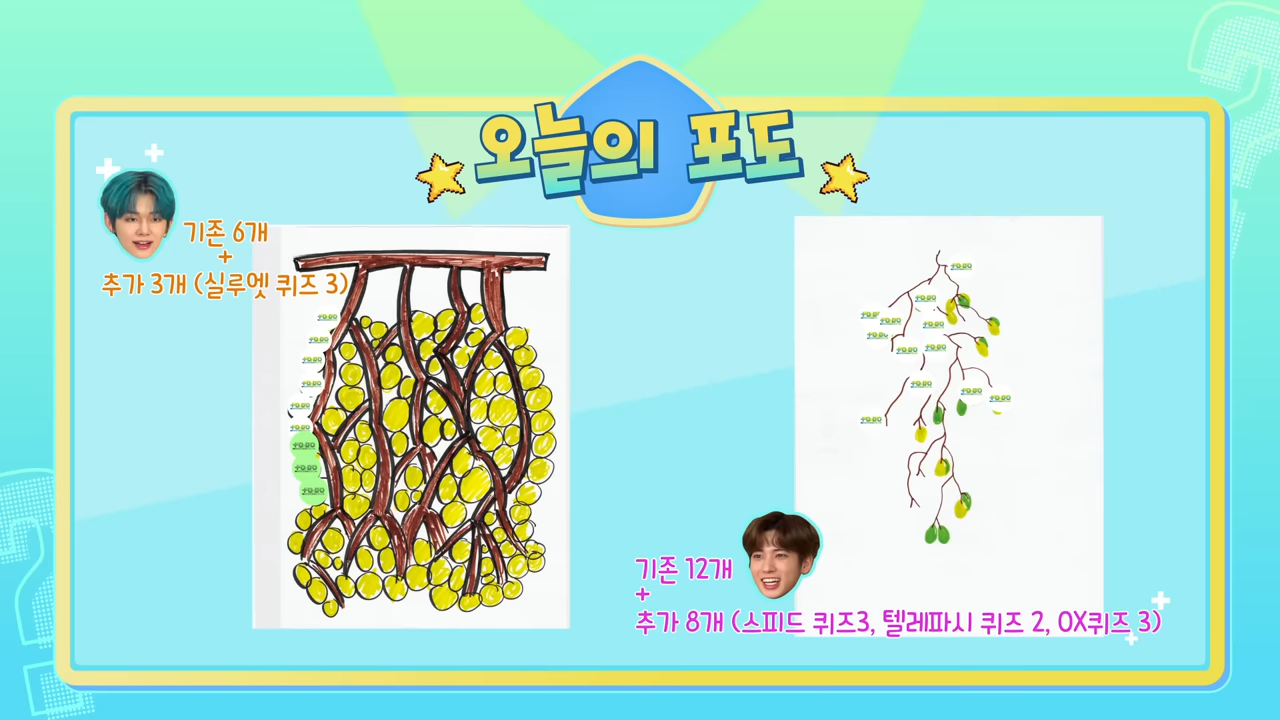 오늘의 포도
기존 6개
+
추가 3개 (실루엣 퀴즈 3)
기존 12개
+
추가 8개 (스피드 퀴즈3, 텔레파시 퀴즈 2, OX퀴즈 3)